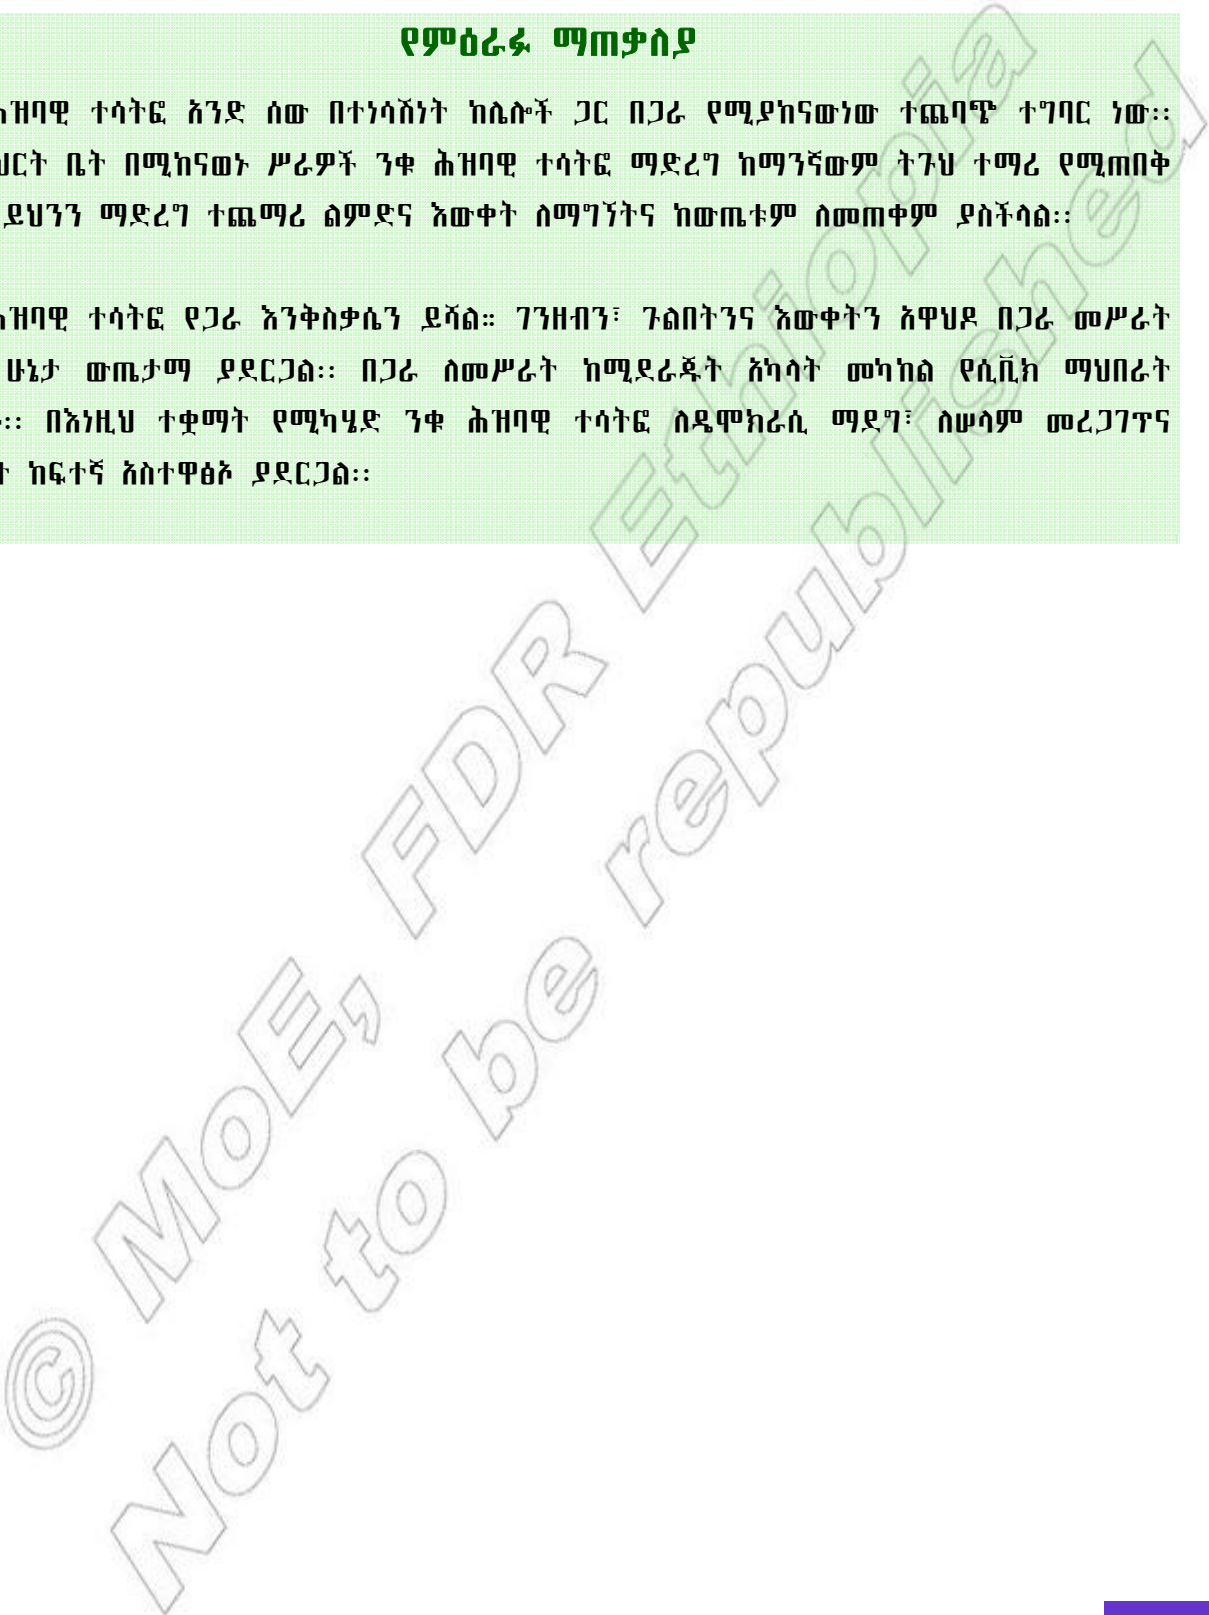 የምዕራፉ ማጠቃለያ
ተሳትፎ አንድ ሰው በተነሳሽነት ከሌሎች ጋር በጋራ የሚያከናውነው ተጨባጭ ተግባር ነው፡፡
ቤት በሚከናወኑ ሥራዎች ንቁ ሕዝባዊ ተሳትፎ ማድረግ ከማንኛውም ትጉህ ተማሪ የሚጠበቅ
ይህንን ማድረግ ተጨማሪ ልምድና እውቀት ለማግኘትና ከውጤቱም ለመጠቀም ያስችላል፡፡
ተሳትፎ የጋራ እንቅስቃሴን ይሻል። ገንዘብን፣ ጉልበትንና እውቀትን አዋህዶ በጋራ መሥራት
ሁኔታ ውጤታማ ያደርጋል፡፡ በጋራ ለመሥራት ከሚደራጁት አካላት መካከል የሲቪክ ማህበራት
በእነዚህ ተቋማት የሚካሄድ ንቁ ሕዝባዊ ተሳትፎ ለዴሞክራሲ ማደግ፣ ለሠላም መረጋገጥና
ከፍተኛ አስተዋፅኦ ያደርጋል፡፡
© MoE, FDR Ethiopia
Not to be republished